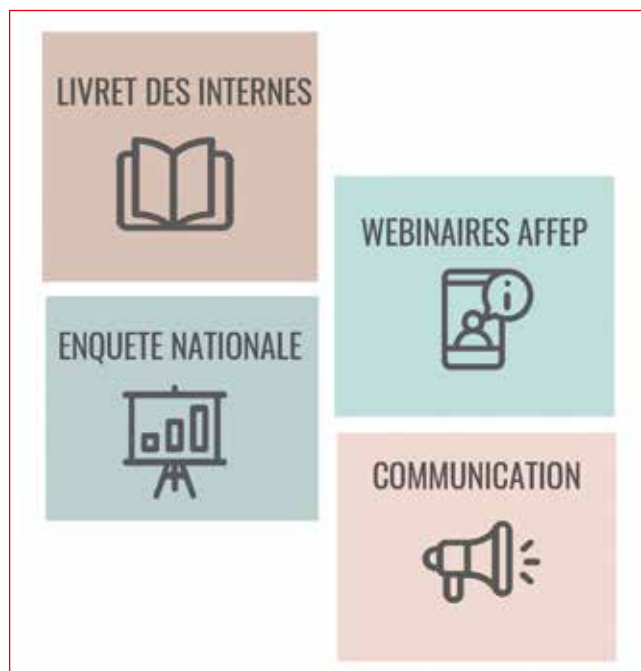 LIVRET DES INTERNES
WEBINAIRES AFFEP
ENQUETE NATIONALE
COMMUNICATION